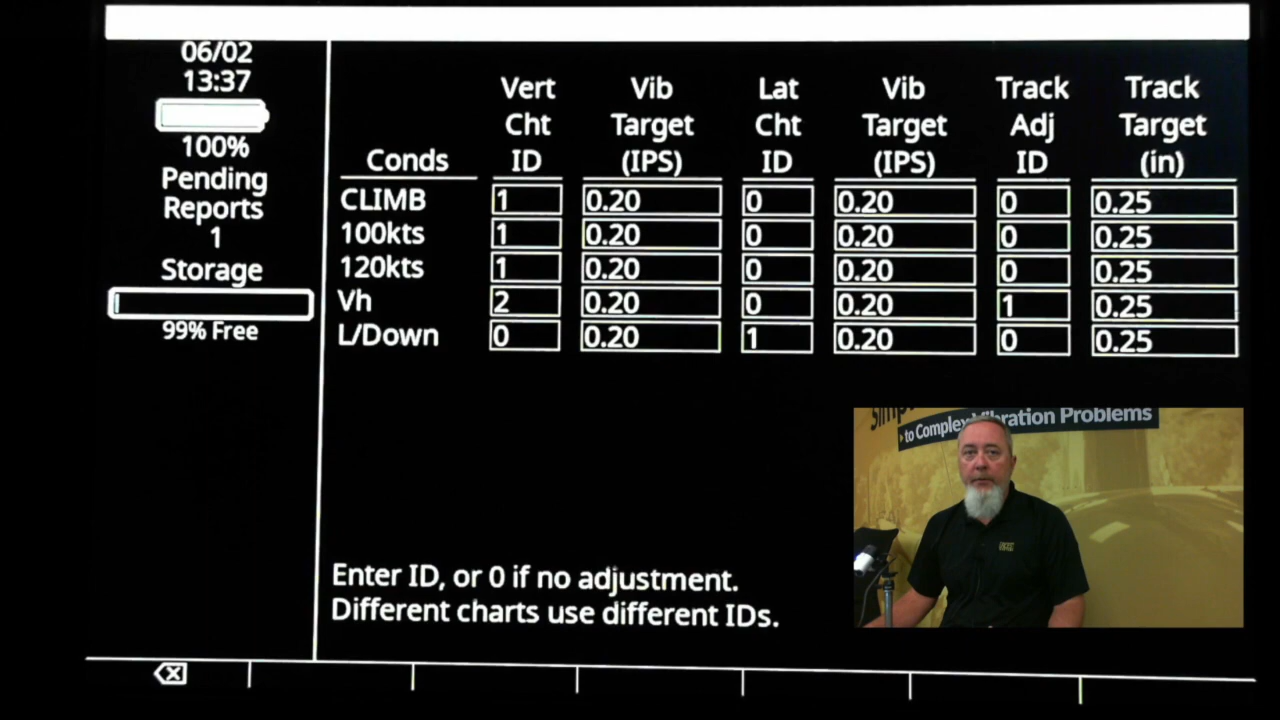 06/02
13:37
100%
Pending
Reports
1
Storage
99% Free
Vert Vib Lat Vib Track Track
Cht Target Cht Target Adj Target
Conds ID (IPS) ID (IPS) ID (in)
CLIMB 1 0.20 0 0.20 0 0.25
100kts 1 0.20 0 0.20 0 0.25
120kts 1 0.20 0 0.20 0 0.25
Vh 2 0.20 0 0.20 1 0.25
L/Down 0 0.20 1 0.20 0 0.25
to Complex Vibration Problems
Enter ID, or 0 if no adjustment.
Different charts use different IDs.